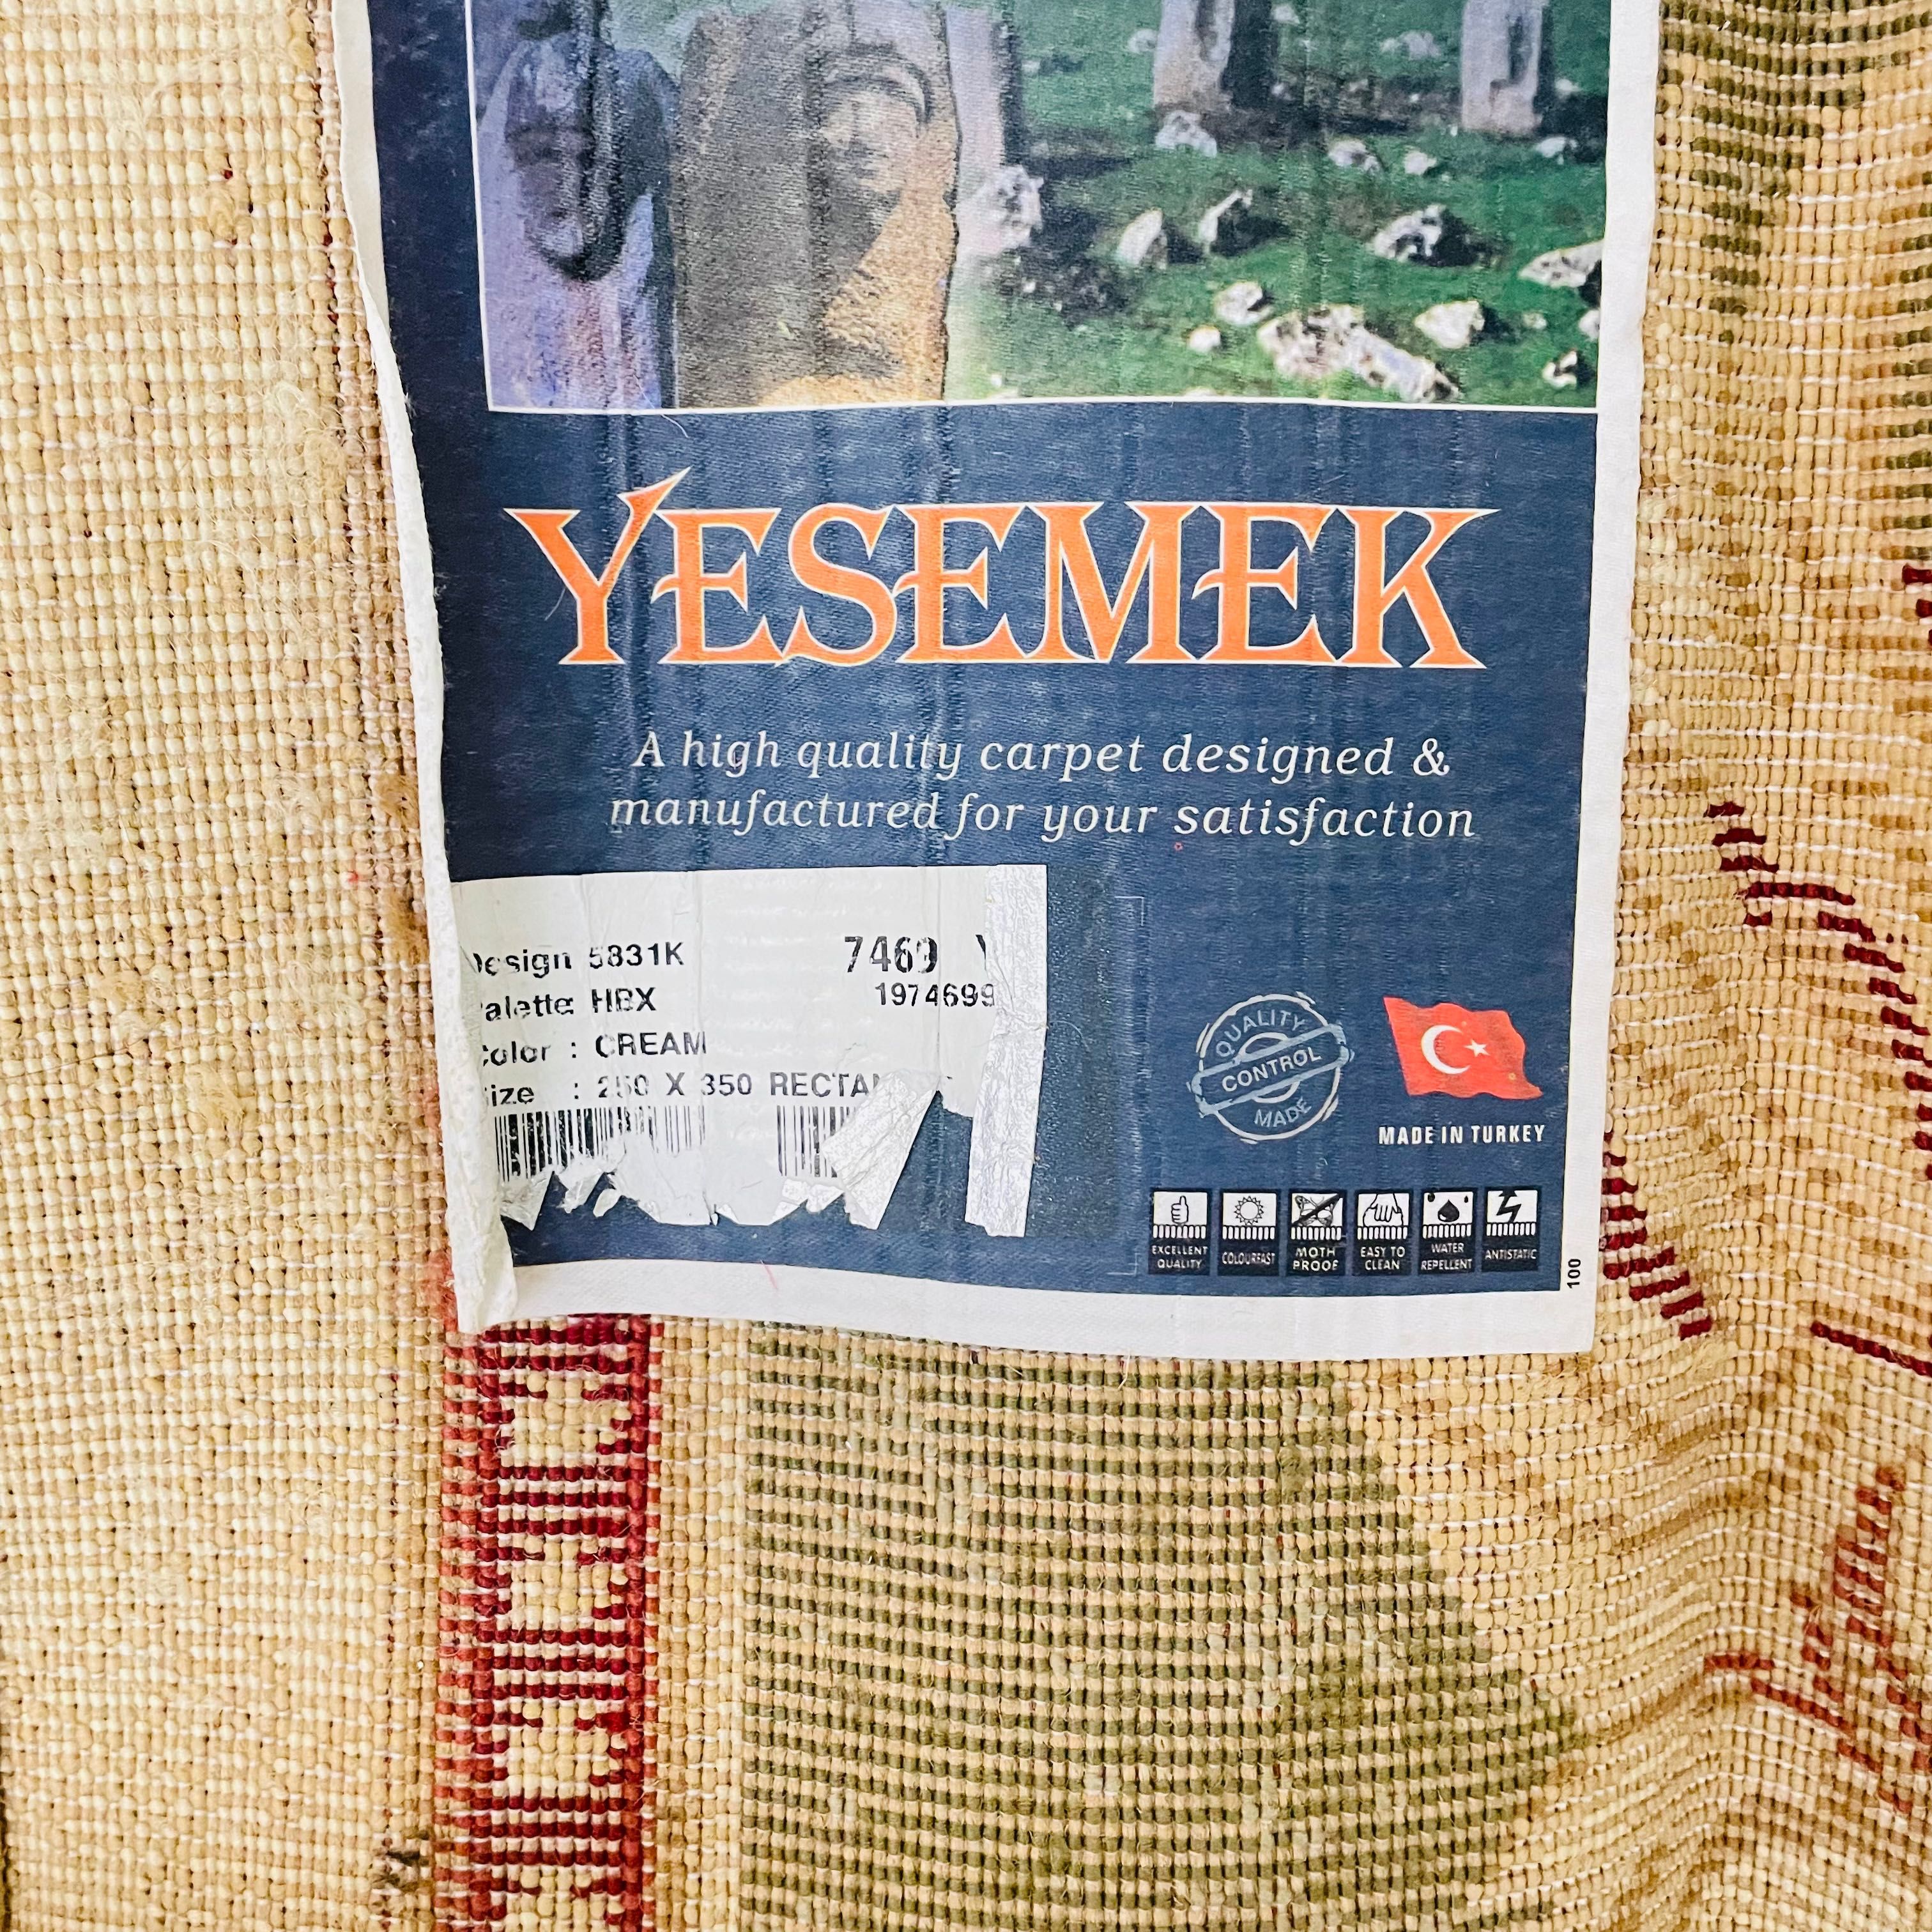 YESEMEK
A high quality carpet designed &
manufactured for your satisfaction
Design 5831K
7469
Palette: HBX
1974699
Color : CREAM
Size : 250 X 350
QUALITY
CONTROL
MADE
MADE IN TURKEY
EXCELLENT
QUALITY
COLOURFAST
MOTH
PROOF
EASY TO
CLEAN
WATER
REPELLENT
ANTISTATIC
100